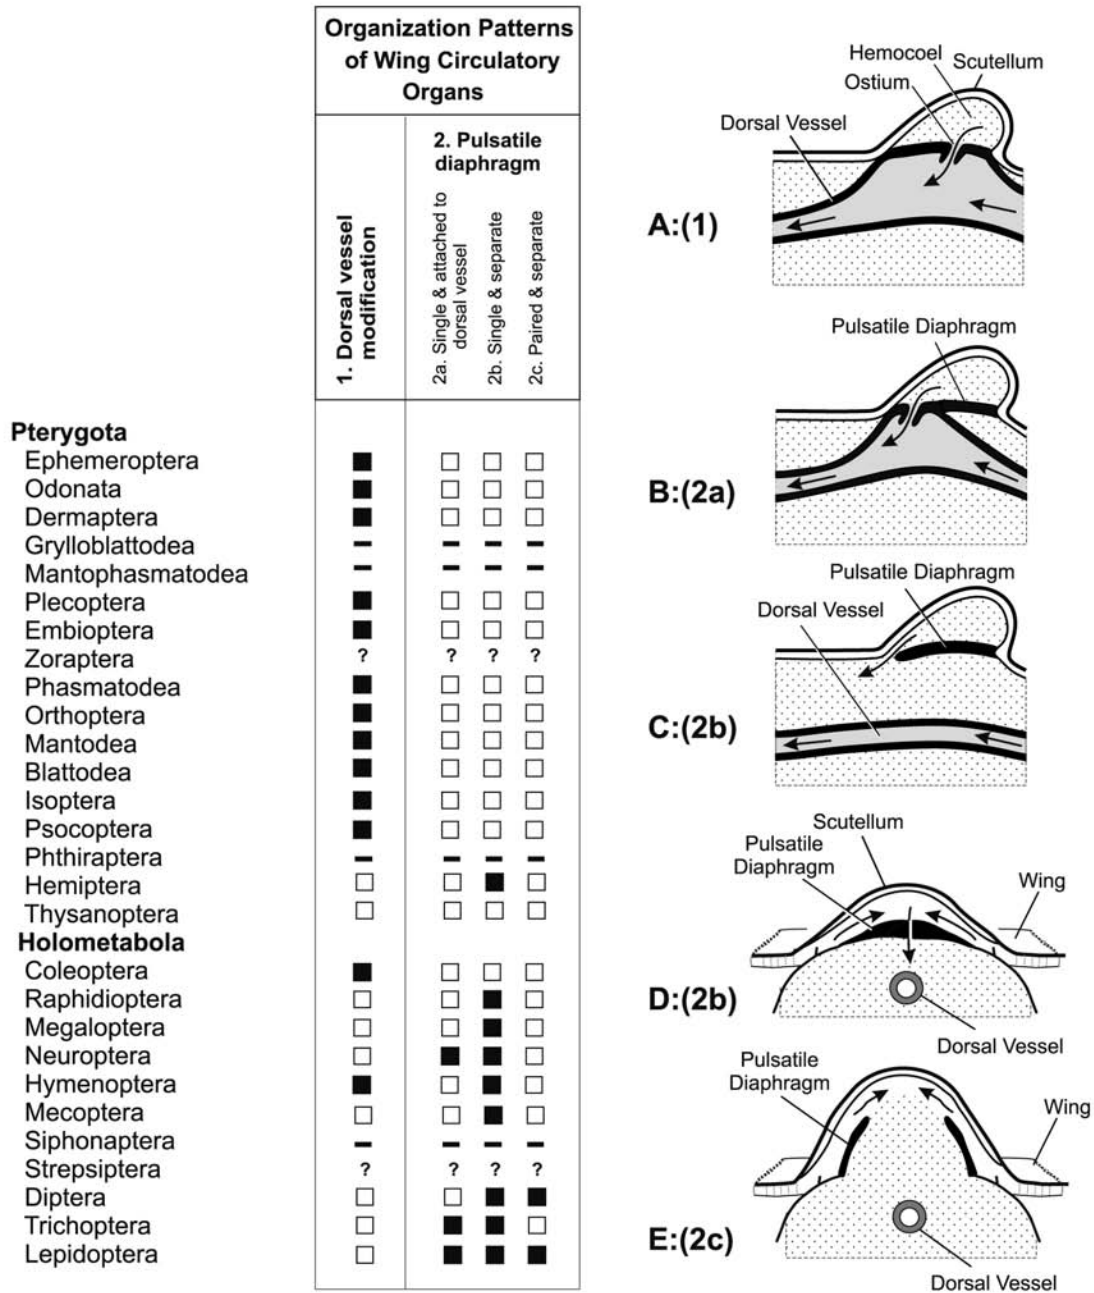 Organization Patterns
of Wing Circulatory
Organs
1. Dorsal vessel
modification
2. Pulsatile
diaphragm
2a. Single & attached to
dorsal vessel
2b. Single & separate
2c. Paired & separate
Pterygota
Ephemeroptera
Odonata
Dermaptera
Grylloblattodea
Mantophasmatodea
Plecoptera
Embioptera
Zoraptera ? ? ? ?
Phasmatodea
Orthoptera
Mantodea
Blattodea
Isoptera
Psocoptera
Phthiraptera
Hemiptera
Thysanoptera
Holometabola
Coleoptera
Raphidioptera
Megaloptera
Neuroptera
Hymenoptera
Mecoptera
Siphonaptera
Strepsiptera ? ? ? ?
Diptera
Trichoptera
Lepidoptera
Hemocoel
Scutellum
Ostium
Dorsal Vessel
A:(1)
Pulsatile Diaphragm
B:(2a)
Pulsatile Diaphragm
Dorsal Vessel
C:(2b)
Scutellum
Pulsatile
Diaphragm
Wing
D:(2b)
Dorsal Vessel
Pulsatile
Diaphragm
Wing
E:(2c)
Dorsal Vessel